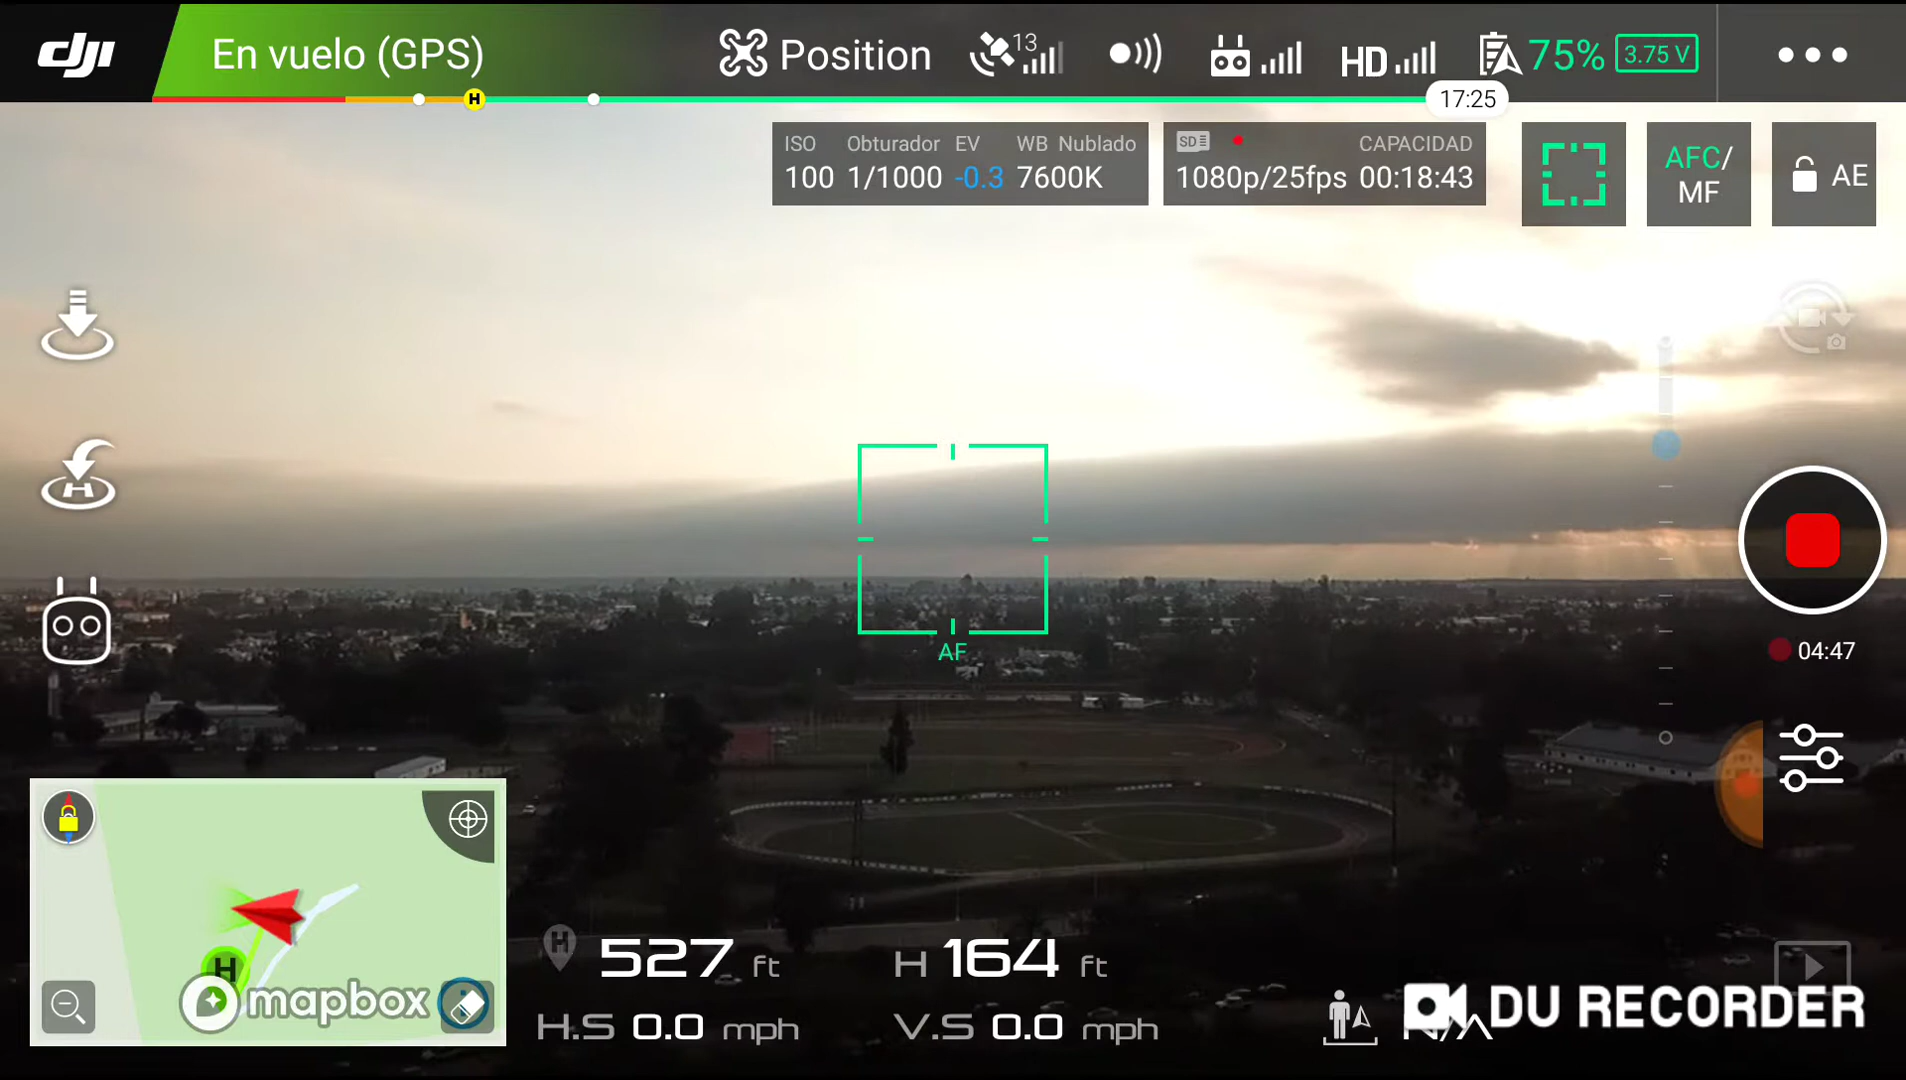 dji En vuelo (GPS) Position 13 HD 75% 3.75 V
H 17:25
ISO Obturador EV WB Nublado SD CAPACIDAD
100 1/1000 -0.3 7600K 1080p/25fps 00:18:43
AFC/
MF
AE
H
AF
04:47
H
mapbox
H 527 ft H 164 ft
H.S 0.0 mph V.S 0.0 mph
N/A
DU RECORDER